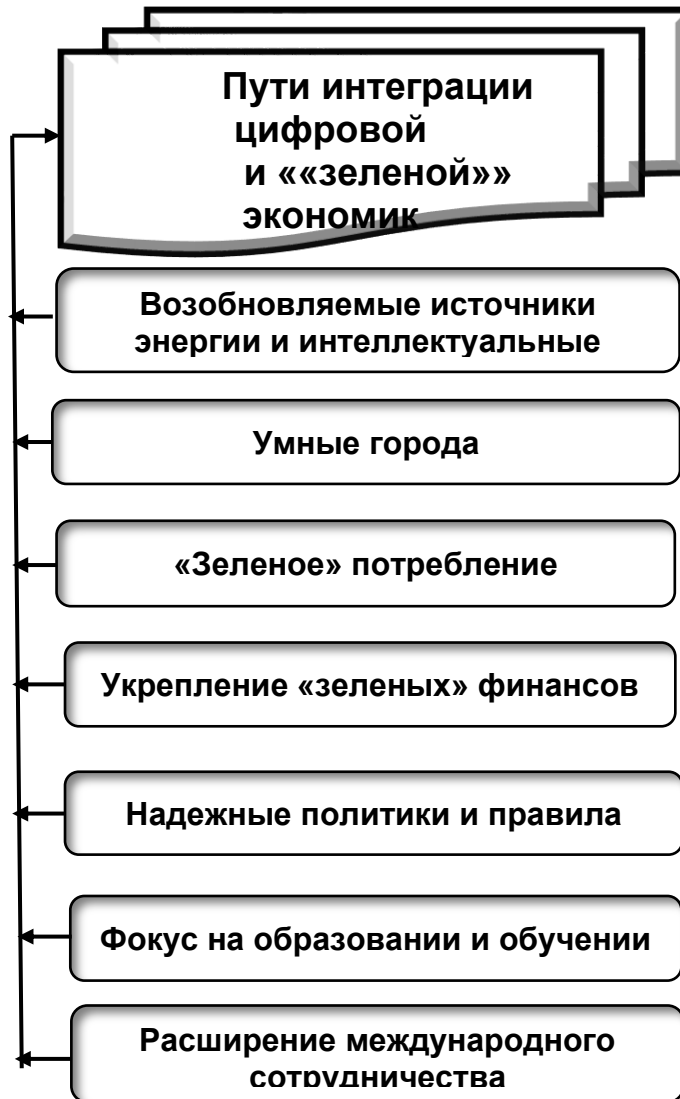 Пути интеграции
цифровой
и ««зеленой»»
экономик
Возобновляемые источники
энергии и интеллектуальные
Умные города
«Зеленое» потребление
Укрепление «зеленых» финансов
Надежные политики и правила
Фокус на образовании и обучении
Расширение международного
сотрудничества